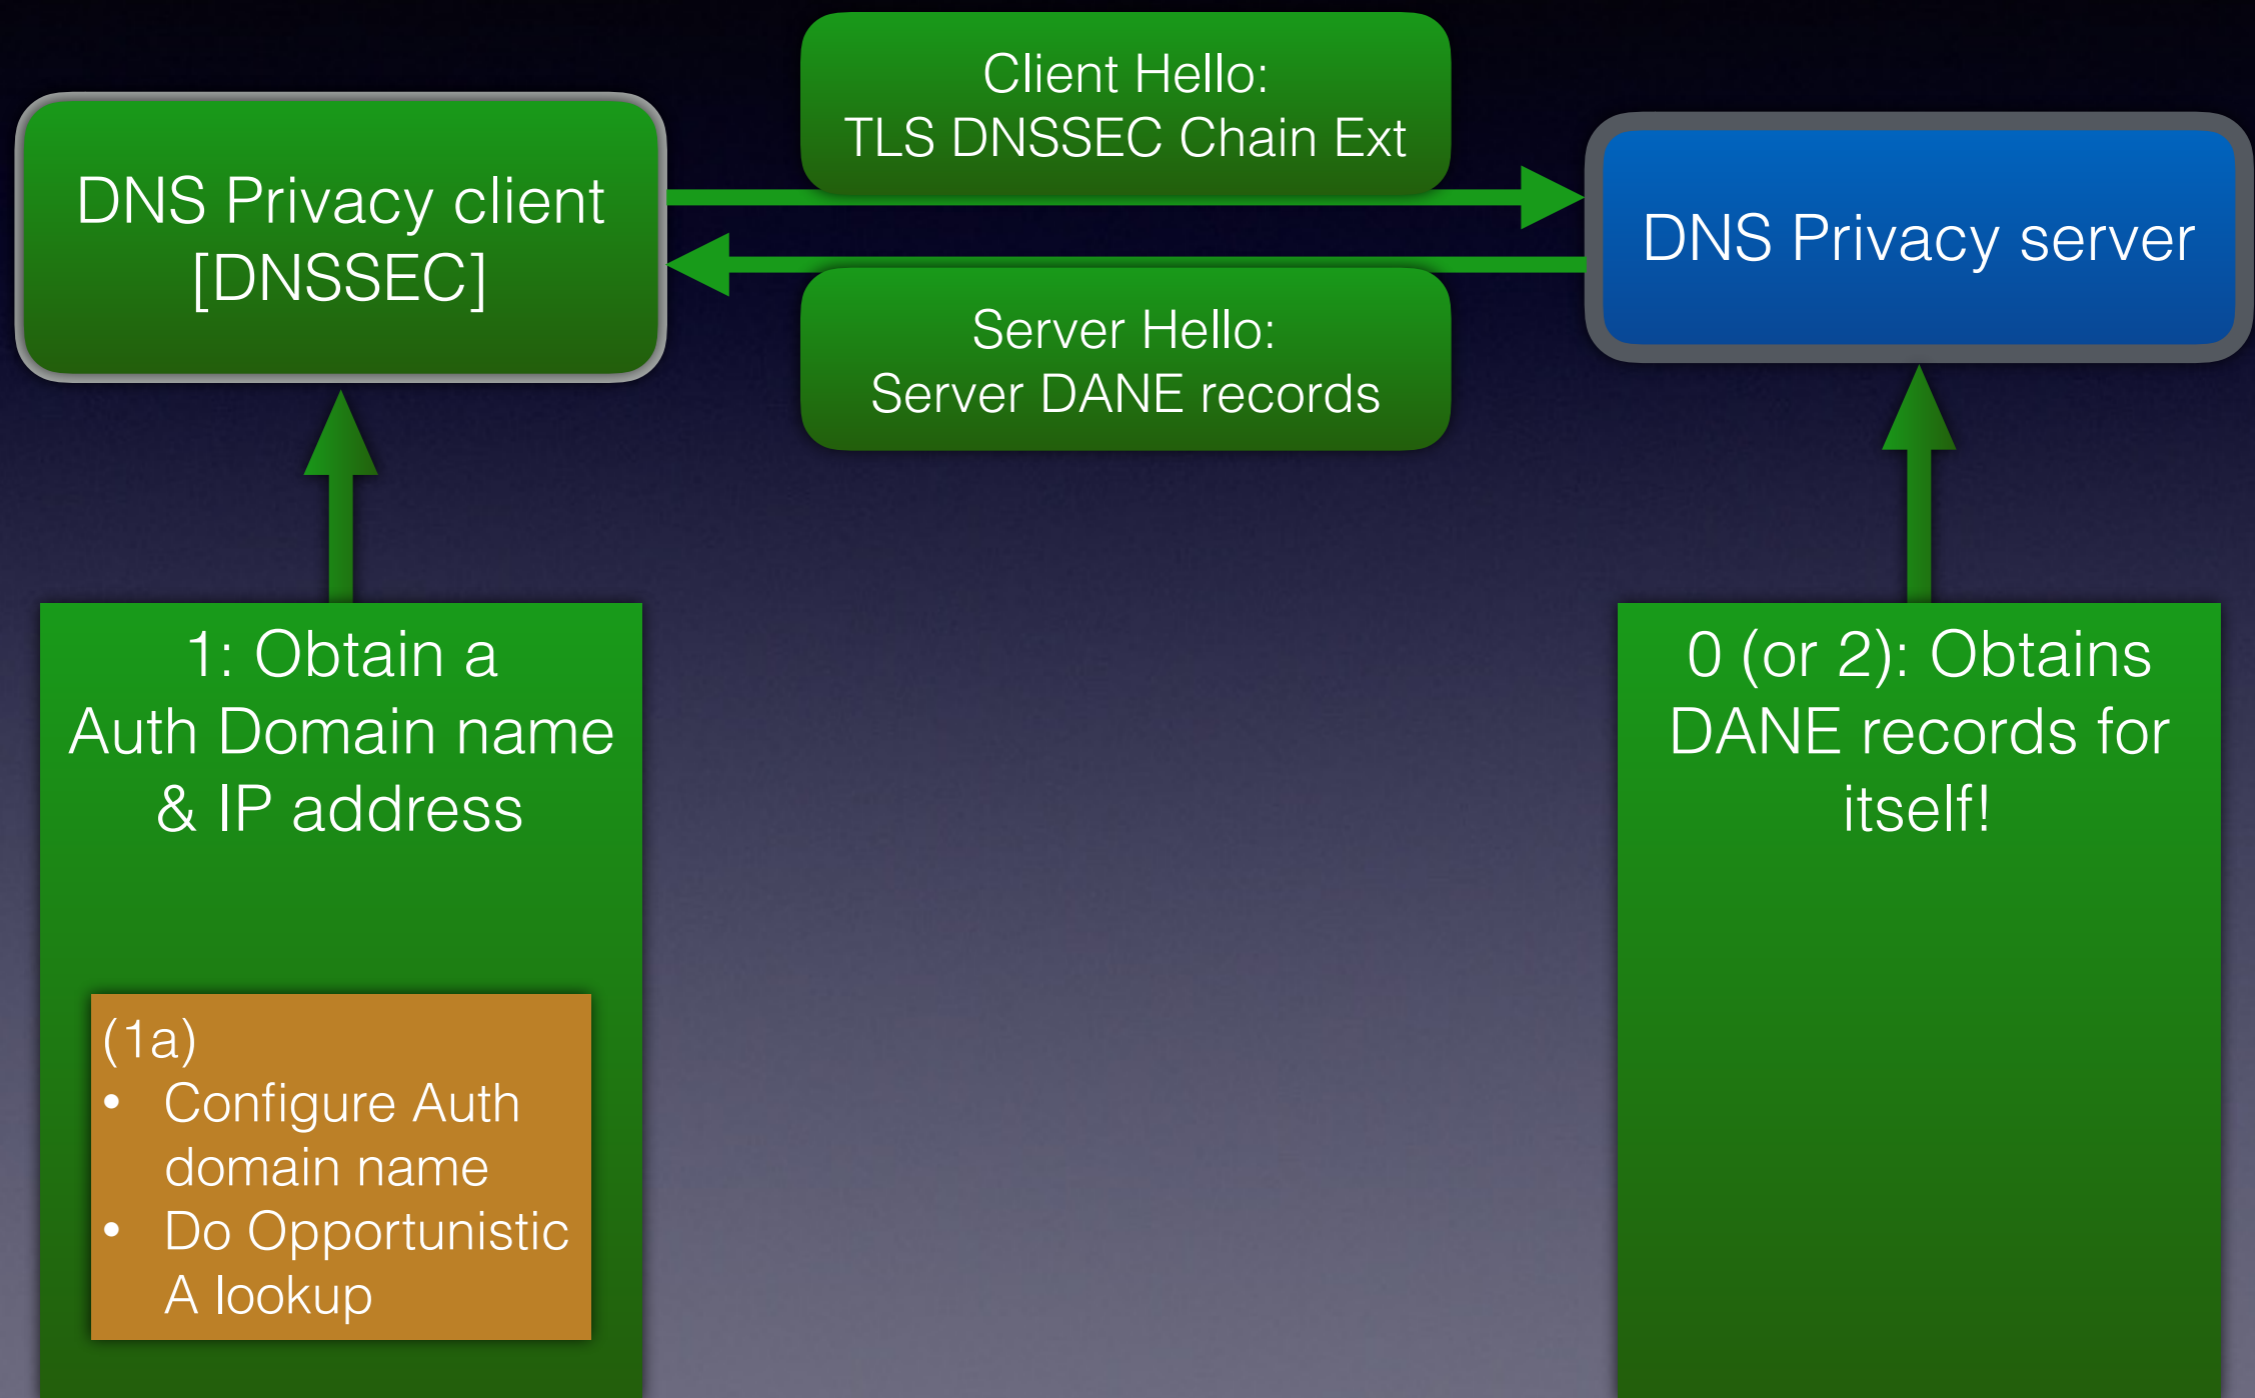 Client Hello:
TLS DNSSEC Chain Ext
DNS Privacy client
[DNSSEC]
DNS Privacy server
Server Hello:
Server DANE records
1: Obtain a
Auth Domain name
& IP address
(1a)
• Configure Auth
domain name
• Do Opportunistic
A lookup
0 (or 2): Obtains
DANE records for
itself!